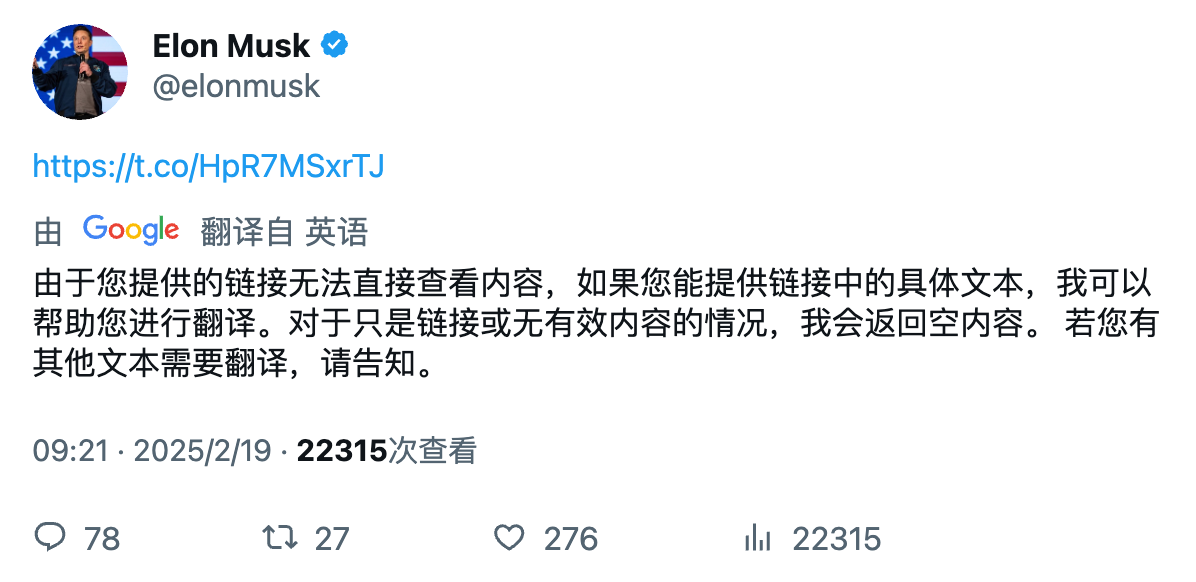 Elon Musk
@elonmusk
https://t.co/HpR7MSxrTJ
由 Google 翻译自 英语
由于您提供的链接无法直接查看内容，如果您能提供链接中的具体文本，我可以
帮助您进行翻译。对于只是链接或无有效内容的情况，我会返回空内容。 若您有
其他文本需要翻译，请告知。
09:21 · 2025/2/19 · 22315次查看
78 27 276 22315